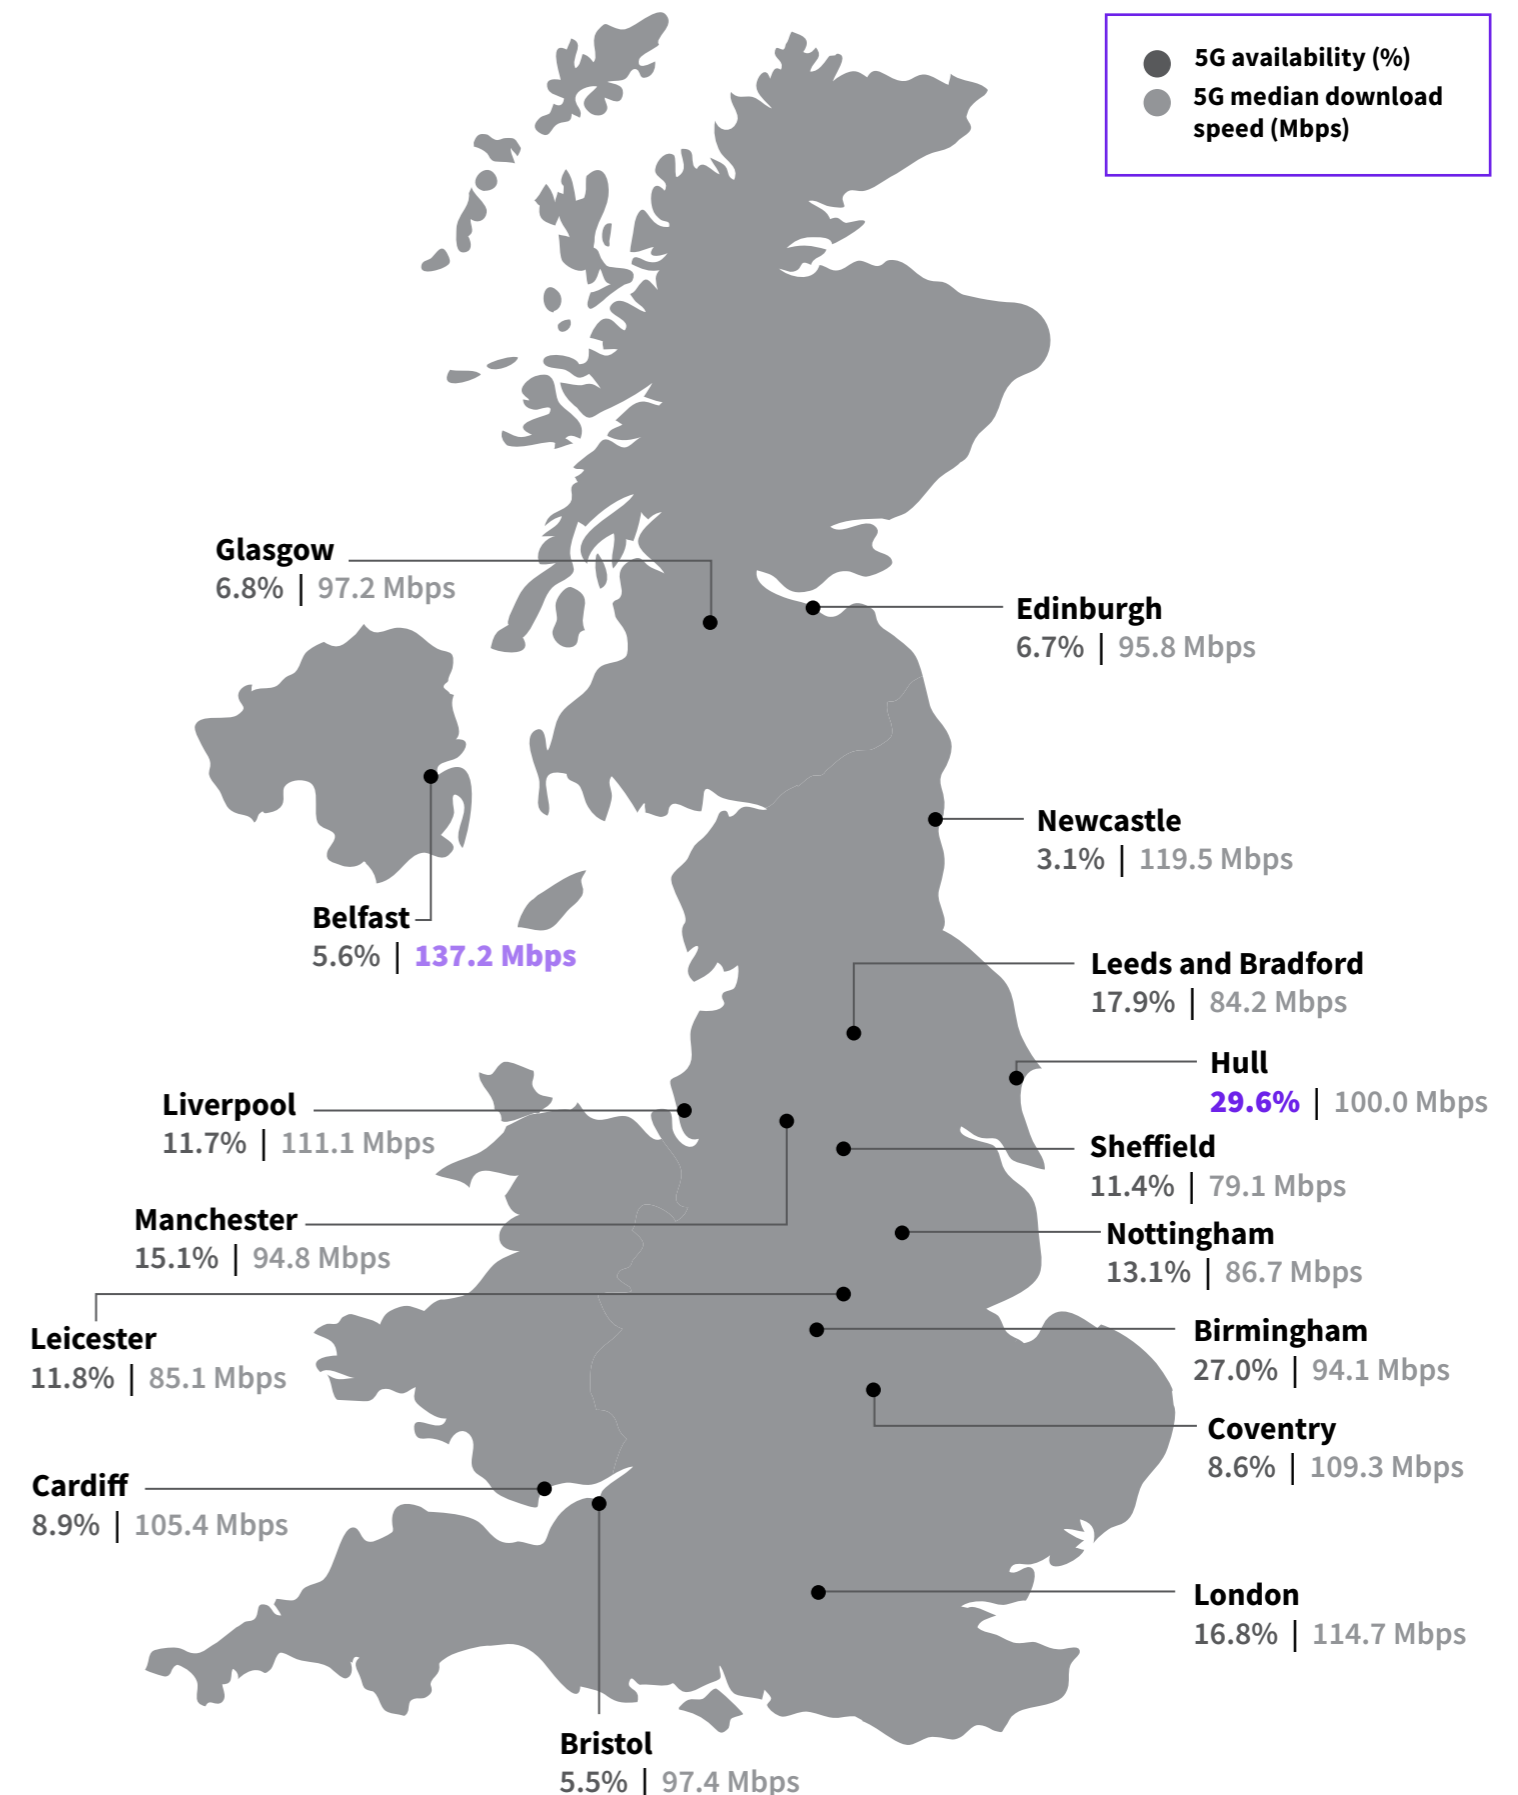 5G availability (%)
5G median download
speed (Mbps)
Glasgow
6.8% | 97.2 Mbps
Edinburgh
6.7% | 95.8 Mbps
Newcastle
3.1% | 119.5 Mbps
Belfast
5.6% | 137.2 Mbps
Leeds and Bradford
17.9% | 84.2 Mbps
Hull
29.6% | 100.0 Mbps
Liverpool
11.7% | 111.1 Mbps
Sheffield
11.4% | 79.1 Mbps
Manchester
15.1% | 94.8 Mbps
Nottingham
13.1% | 86.7 Mbps
Leicester
11.8% | 85.1 Mbps
Birmingham
27.0% | 94.1 Mbps
Coventry
8.6% | 109.3 Mbps
Cardiff
8.9% | 105.4 Mbps
London
16.8% | 114.7 Mbps
Bristol
5.5% | 97.4 Mbps